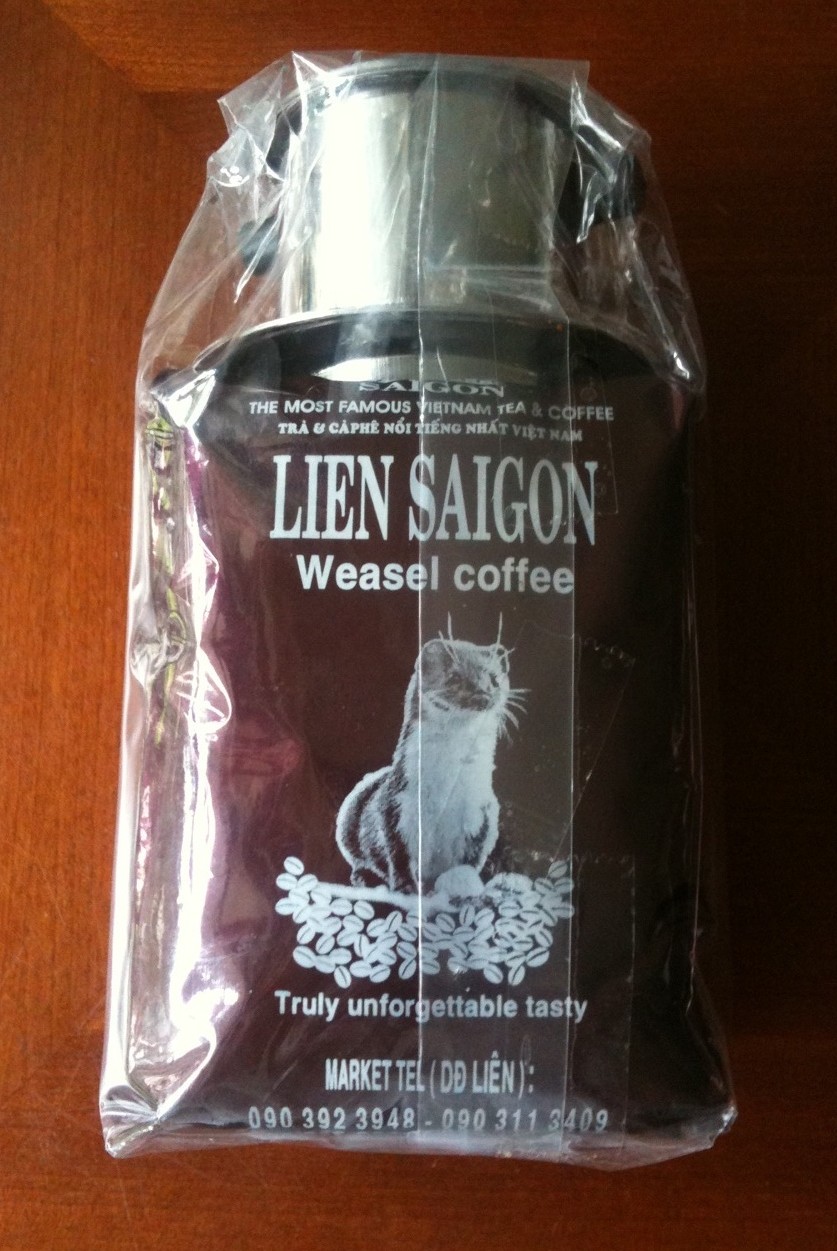 SAIGON
THE MOST FAMOUS VIETNAM TEA & COFFEE
TRÀ & CÀPHÊ NỔI TIẾNG NHẤT VIỆT NAM
LIEN SAIGON
Weasel coffee
Truly unforgettable tasty
MARKET TEL ( DĐ LIÊN ) :
090 392 3948 - 090 311 3409